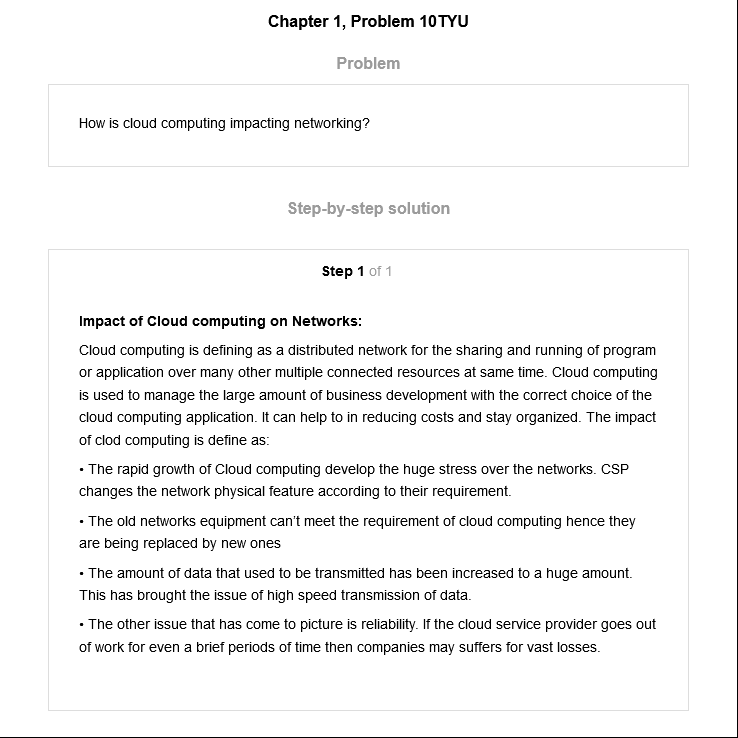 Chapter 1, Problem 10TYU
Problem
How is cloud computing impacting networking?
Step-by-step solution
Step 1 of 1
Impact of Cloud computing on Networks:
Cloud computing is defining as a distributed network for the sharing and running of program
or application over many other multiple connected resources at same time. Cloud computing
is used to manage the large amount of business development with the correct choice of the
cloud computing application. It can help to in reducing costs and stay organized. The impact
of clod computing is define as:
• The rapid growth of Cloud computing develop the huge stress over the networks. CSP
changes the network physical feature according to their requirement.
• The old networks equipment can’t meet the requirement of cloud computing hence they
are being replaced by new ones
• The amount of data that used to be transmitted has been increased to a huge amount.
This has brought the issue of high speed transmission of data.
• The other issue that has come to picture is reliability. If the cloud service provider goes out
of work for even a brief periods of time then companies may suffers for vast losses.